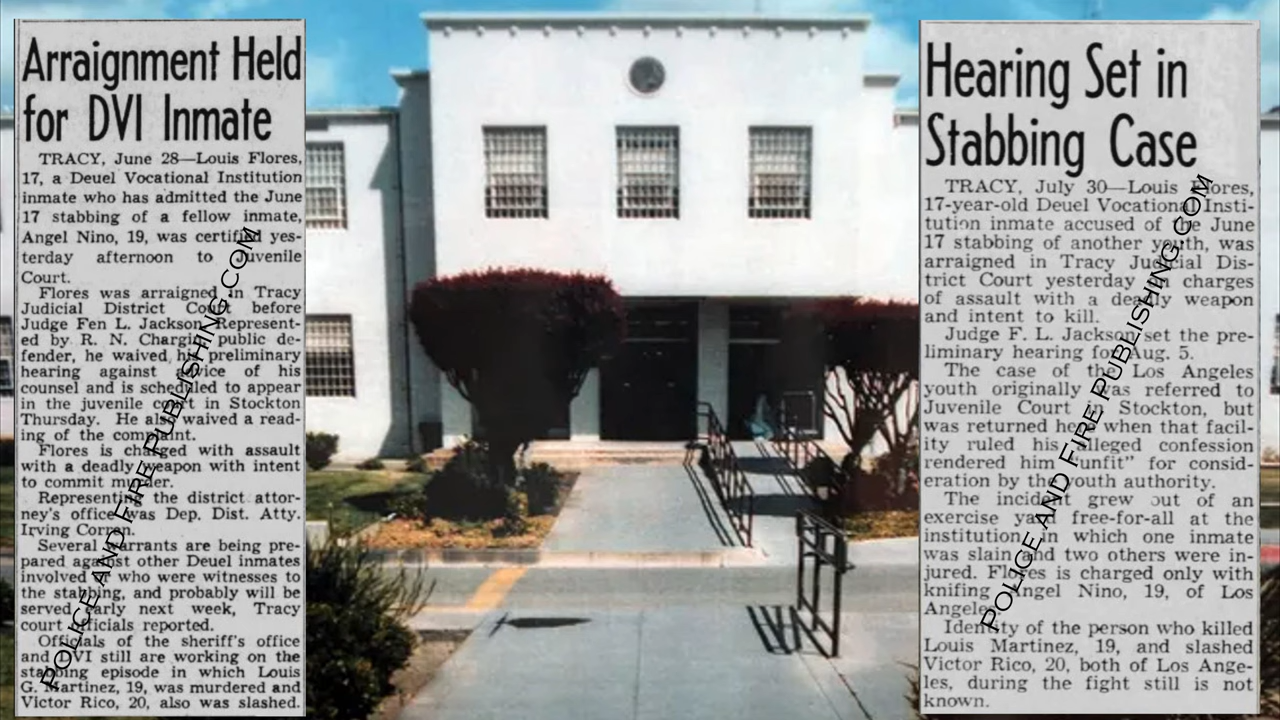 Arraignment Held
for DVI Inmate
TRACY, June 28—Louis Flores,
17, a Deuel Vocational Institution
inmate who has admitted the June
17 stabbing of a fellow inmate,
Angel Nino, 19, was certified yes-
terday afternoon to Juvenile
Court.
Flores was arraigned in Tracy
Judicial District Court before
Judge Fen L. Jackson. Represent-
ed by R. N. Chargin, public de-
fender, he waived his preliminary
hearing against advice of his
counsel and is scheduled to appear
in the juvenile court in Stockton
Thursday. He also waived a read-
ing of the complaint.
Flores is charged with assault
with a deadly weapon with intent
to commit murder.
Representing the district attor-
ney's office was Dep. Dist. Atty.
Irving Corren.
Several warrants are being pre-
pared against other Deuel inmates
involved or who were witnesses to
the stabbing, and probably will be
served early next week, Tracy
court officials reported.
Officials of the sheriff's office
and DVI still are working on the
stabbing episode in which Louis
G. Martinez, 19, was murdered and
Victor Rico, 20, also was slashed.
POLICE AND FIRE PUBLISHING.COM
Hearing Set in
Stabbing Case
TRACY, July 30—Louis Flores,
17-year-old Deuel Vocational Insti-
tution inmate accused of the June
17 stabbing of another youth, was
arraigned in Tracy Judicial Dis-
trict Court yesterday on charges
of assault with a deadly weapon
and intent to kill.
Judge F. L. Jackson set the pre-
liminary hearing for Aug. 5.
The case of the Los Angeles
youth originally was referred to
Juvenile Court in Stockton, but
was returned here when that facil-
ity ruled his alleged confession
rendered him "unfit" for consid-
eration by the youth authority.
The incident grew out of an
exercise yard free-for-all at the
institution in which one inmate
was slain and two others were in-
jured. Flores is charged only with
knifing Angel Nino, 19, of Los
Angeles.
Identity of the person who killed
Louis Martinez, 19, and slashed
Victor Rico, 20, both of Los Ange-
les, during the fight still is not
known.
POLICE AND FIRE PUBLISHING.COM